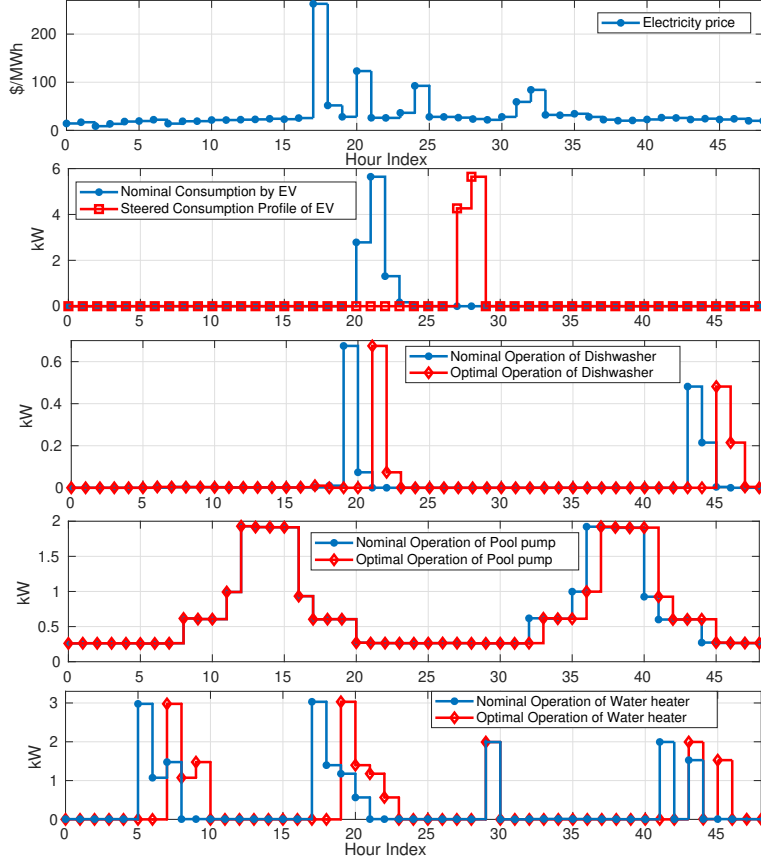 $/MWh
200
100
0
Electricity price
0 5 10 15 20 25 30 35 40 45
Hour Index
kW
6
4
2
0
Nominal Consumption by EV
Steered Consumption Profile of EV
0 5 10 15 20 25 30 35 40 45
kW
0.6
0.4
0.2
0
Nominal Operation of Dishwasher
Optimal Operation of Dishwasher
0 5 10 15 20 25 30 35 40 45
kW
2
1.5
1
0.5
0
Nominal Operation of Pool pump
Optimal Operation of Pool pump
0 5 10 15 20 25 30 35 40 45
kW
3
2
1
0
Nominal Operation of Water heater
Optimal Operation of Water heater
0 5 10 15 20 25 30 35 40 45
Hour Index